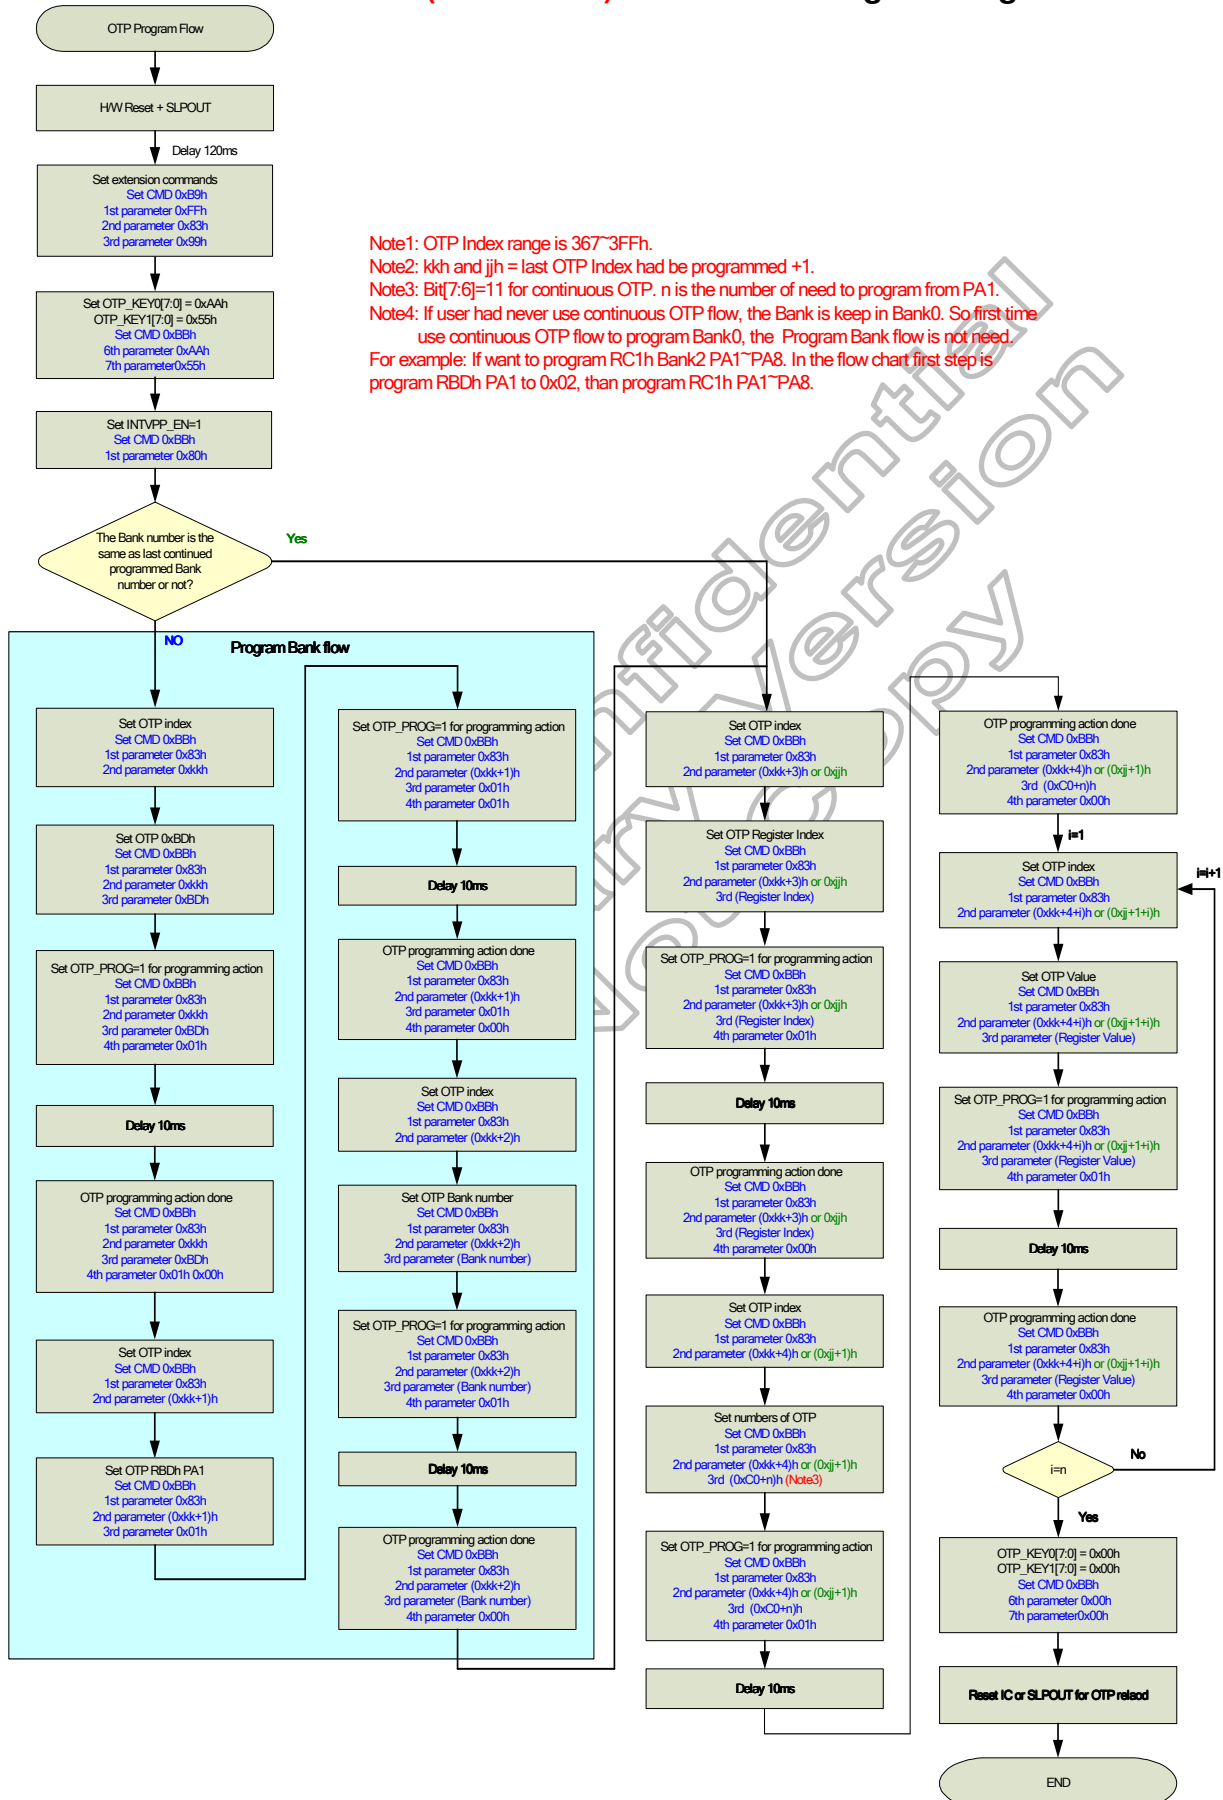 OTP Program Flow
H/W Reset + SLPOUT
Delay 120ms
Set extension commands
Set CMD 0xB9h
1st parameter 0xFFh
2nd parameter 0x83h
3rd parameter 0x99h
Set OTP_KEY0[7:0] = 0xAAh
OTP_KEY1[7:0] = 0x55h
Set CMD 0xBBh
6th parameter 0xAAh
7th parameter0x55h
Set INTVPP_EN=1
Set CMD 0xBBh
1st parameter 0x80h
The Bank number is the
same as last continued
programmed Bank
number or not?
Yes
NO
Note1: OTP Index range is 367~3FFh.
Note2: kkh and jjh = last OTP Index had be programmed +1.
Note3: Bit[7:6]=11 for continuous OTP. n is the number of need to program from PA1.
Note4: If user had never use continuous OTP flow, the Bank is keep in Bank0. So first time
use continuous OTP flow to program Bank0, the Program Bank flow is not need.
For example: If want to program RC1h Bank2 PA1~PA8. In the flow chart first step is
program RBDh PA1 to 0x02, than program RC1h PA1~PA8.
Program Bank flow
Set OTP index
Set CMD 0xBBh
1st parameter 0x83h
2nd parameter 0xkkh
Set OTP 0xBDh
Set CMD 0xBBh
1st parameter 0x83h
2nd parameter 0xkkh
3rd parameter 0xBDh
Set OTP_PROG=1 for programming action
Set CMD 0xBBh
1st parameter 0x83h
2nd parameter 0xkkh
3rd parameter 0xBDh
4th parameter 0x01h
Delay 10ms
OTP programming action done
Set CMD 0xBBh
1st parameter 0x83h
2nd parameter 0xkkh
3rd parameter 0xBDh
4th parameter 0x01h 0x00h
Set OTP index
Set CMD 0xBBh
1st parameter 0x83h
2nd parameter (0xkk+1)h
Set OTP RBDh PA1
Set CMD 0xBBh
1st parameter 0x83h
2nd parameter (0xkk+1)h
3rd parameter 0x01h
Set OTP_PROG=1 for programming action
Set CMD 0xBBh
1st parameter 0x83h
2nd parameter (0xkk+1)h
3rd parameter 0x01h
4th parameter 0x01h
Delay 10ms
OTP programming action done
Set CMD 0xBBh
1st parameter 0x83h
2nd parameter (0xkk+1)h
3rd parameter 0x01h
4th parameter 0x00h
Set OTP index
Set CMD 0xBBh
1st parameter 0x83h
2nd parameter (0xkk+2)h
Set OTP Bank number
Set CMD 0xBBh
1st parameter 0x83h
2nd parameter (0xkk+2)h
3rd parameter (Bank number)
Set OTP_PROG=1 for programming action
Set CMD 0xBBh
1st parameter 0x83h
2nd parameter (0xkk+2)h
3rd parameter (Bank number)
4th parameter 0x01h
Delay 10ms
OTP programming action done
Set CMD 0xBBh
1st parameter 0x83h
2nd parameter (0xkk+2)h
3rd parameter (Bank number)
4th parameter 0x00h
Set OTP index
Set CMD 0xBBh
1st parameter 0x83h
2nd parameter (0xkk+3)h or 0xjjh
Set OTP Register Index
Set CMD 0xBBh
1st parameter 0x83h
2nd parameter (0xkk+3)h or 0xjjh
3rd (Register Index)
Set OTP_PROG=1 for programming action
Set CMD 0xBBh
1st parameter 0x83h
2nd parameter (0xkk+3)h or 0xjjh
3rd (Register Index)
4th parameter 0x01h
Delay 10ms
OTP programming action done
Set CMD 0xBBh
1st parameter 0x83h
2nd parameter (0xkk+3)h or 0xjjh
3rd (Register Index)
4th parameter 0x00h
Set OTP index
Set CMD 0xBBh
1st parameter 0x83h
2nd parameter (0xkk+4)h or (0xjj+1)h
Set numbers of OTP
Set CMD 0xBBh
1st parameter 0x83h
2nd parameter (0xkk+4)h or (0xjj+1)h
3rd (0xC0+n)h (Note3)
Set OTP_PROG=1 for programming action
Set CMD 0xBBh
1st parameter 0x83h
2nd parameter (0xkk+4)h or (0xjj+1)h
3rd (0xC0+n)h
4th parameter 0x01h
Delay 10ms
OTP programming action done
Set CMD 0xBBh
1st parameter 0x83h
2nd parameter (0xkk+4)h or (0xjj+1)h
3rd (0xC0+n)h
4th parameter 0x00h
i=1
Set OTP index
Set CMD 0xBBh
1st parameter 0x83h
2nd parameter (0xkk+4+i)h or (0xjj+1+i)h
i=i+1
Set OTP Value
Set CMD 0xBBh
1st parameter 0x83h
2nd parameter (0xkk+4+i)h or (0xjj+1+i)h
3rd parameter (Register Value)
Set OTP_PROG=1 for programming action
Set CMD 0xBBh
1st parameter 0x83h
2nd parameter (0xkk+4+i)h or (0xjj+1+i)h
3rd parameter (Register Value)
4th parameter 0x01h
Delay 10ms
OTP programming action done
Set CMD 0xBBh
1st parameter 0x83h
2nd parameter (0xkk+4+i)h or (0xjj+1+i)h
3rd parameter (Register Value)
4th parameter 0x00h
i=n
No
Yes
OTP_KEY0[7:0] = 0x00h
OTP_KEY1[7:0] = 0x00h
Set CMD 0xBBh
6th parameter 0x00h
7th parameter0x00h
Reset IC or SLPOUT for OTP relaod
END